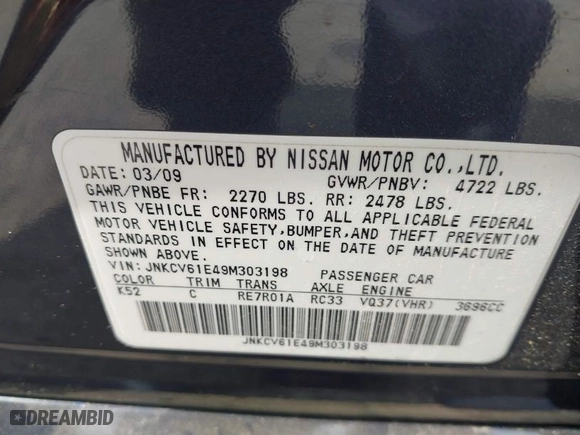 MANUFACTURED BY NISSAN MOTOR CO.,LTD.
DATE: 03/09 GVWR/PNBV: 4722 LBS.
GAWR/PNBE FR: 2270 LBS. RR: 2478 LBS.
THIS VEHICLE CONFORMS TO ALL APPLICABLE FEDERAL
MOTOR VEHICLE SAFETY,BUMPER,AND THEFT PREVENTION
STANDARDS IN EFFECT ON THE DATE OF MANUFACTURE
SHOWN ABOVE.
VIN: JNKCV61E49M303198 PASSENGER CAR
COLOR TRIM TRANS AXLE ENGINE
K52 C RE7R01A RC33 VQ37(VHR) 3696CC
JNKCV61E49M303198
DREAMBID